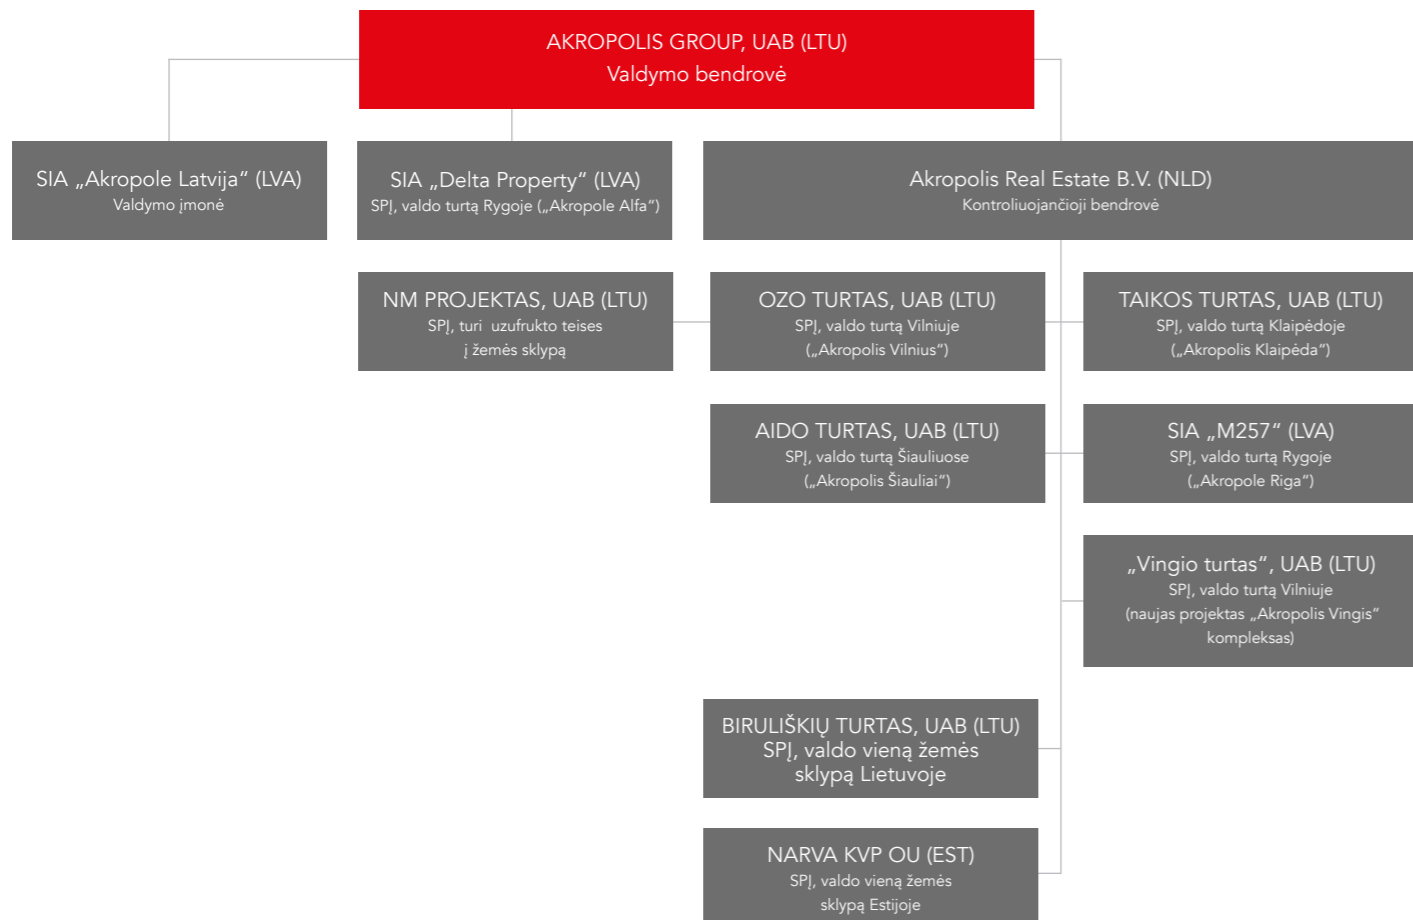 AKROPOLIS GROUP, UAB (LTU)
Valdymo bendrovė
SIA „Akropole Latvija“ (LVA)
Valdymo įmonė
SIA „Delta Property“ (LVA)
SPĮ, valdo turtą Rygoje („Akropole Alfa“)
Akropolis Real Estate B.V. (NLD)
Kontroliuojančioji bendrovė
NM PROJEKTAS, UAB (LTU)
SPĮ, turi uzufrukto teises
į žemės sklypą
OZO TURTAS, UAB (LTU)
SPĮ, valdo turtą Vilniuje
(„Akropolis Vilnius“)
TAIKOS TURTAS, UAB (LTU)
SPĮ, valdo turtą Klaipėdoje
(„Akropolis Klaipėda“)
AIDO TURTAS, UAB (LTU)
SPĮ, valdo turtą Šiauliuose
(„Akropolis Šiauliai“)
SIA „M257“ (LVA)
SPĮ, valdo turtą Rygoje
(„Akropole Riga“)
„Vingio turtas“, UAB (LTU)
SPĮ, valdo turtą Vilniuje
(naujas projektas „Akropolis Vingis“
kompleksas)
BIRULIŠKIŲ TURTAS, UAB (LTU)
SPĮ, valdo vieną žemės
sklypą Lietuvoje
NARVA KVP OU (EST)
SPĮ, valdo vieną žemės
sklypą Estijoje